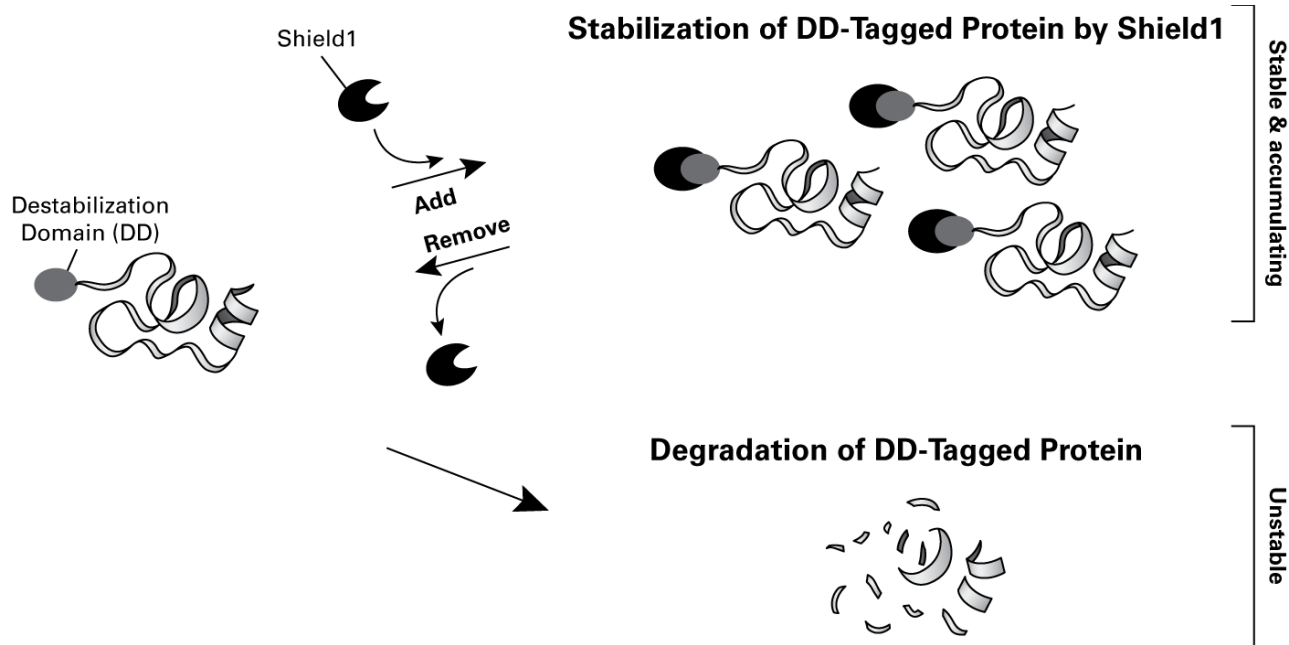 Shield1
Stabilization of DD-Tagged Protein by Shield1
Stable & accumulating
Add
Remove
Destabilization
Domain (DD)
Degradation of DD-Tagged Protein
Unstable